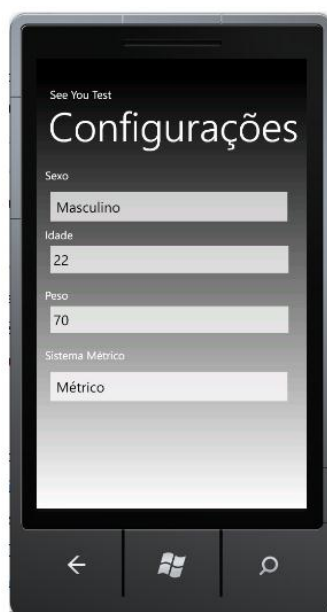 See You Test
Configurações
Sexo
Masculino
Idade
22
Peso
70
Sistema Métrico
Métrico